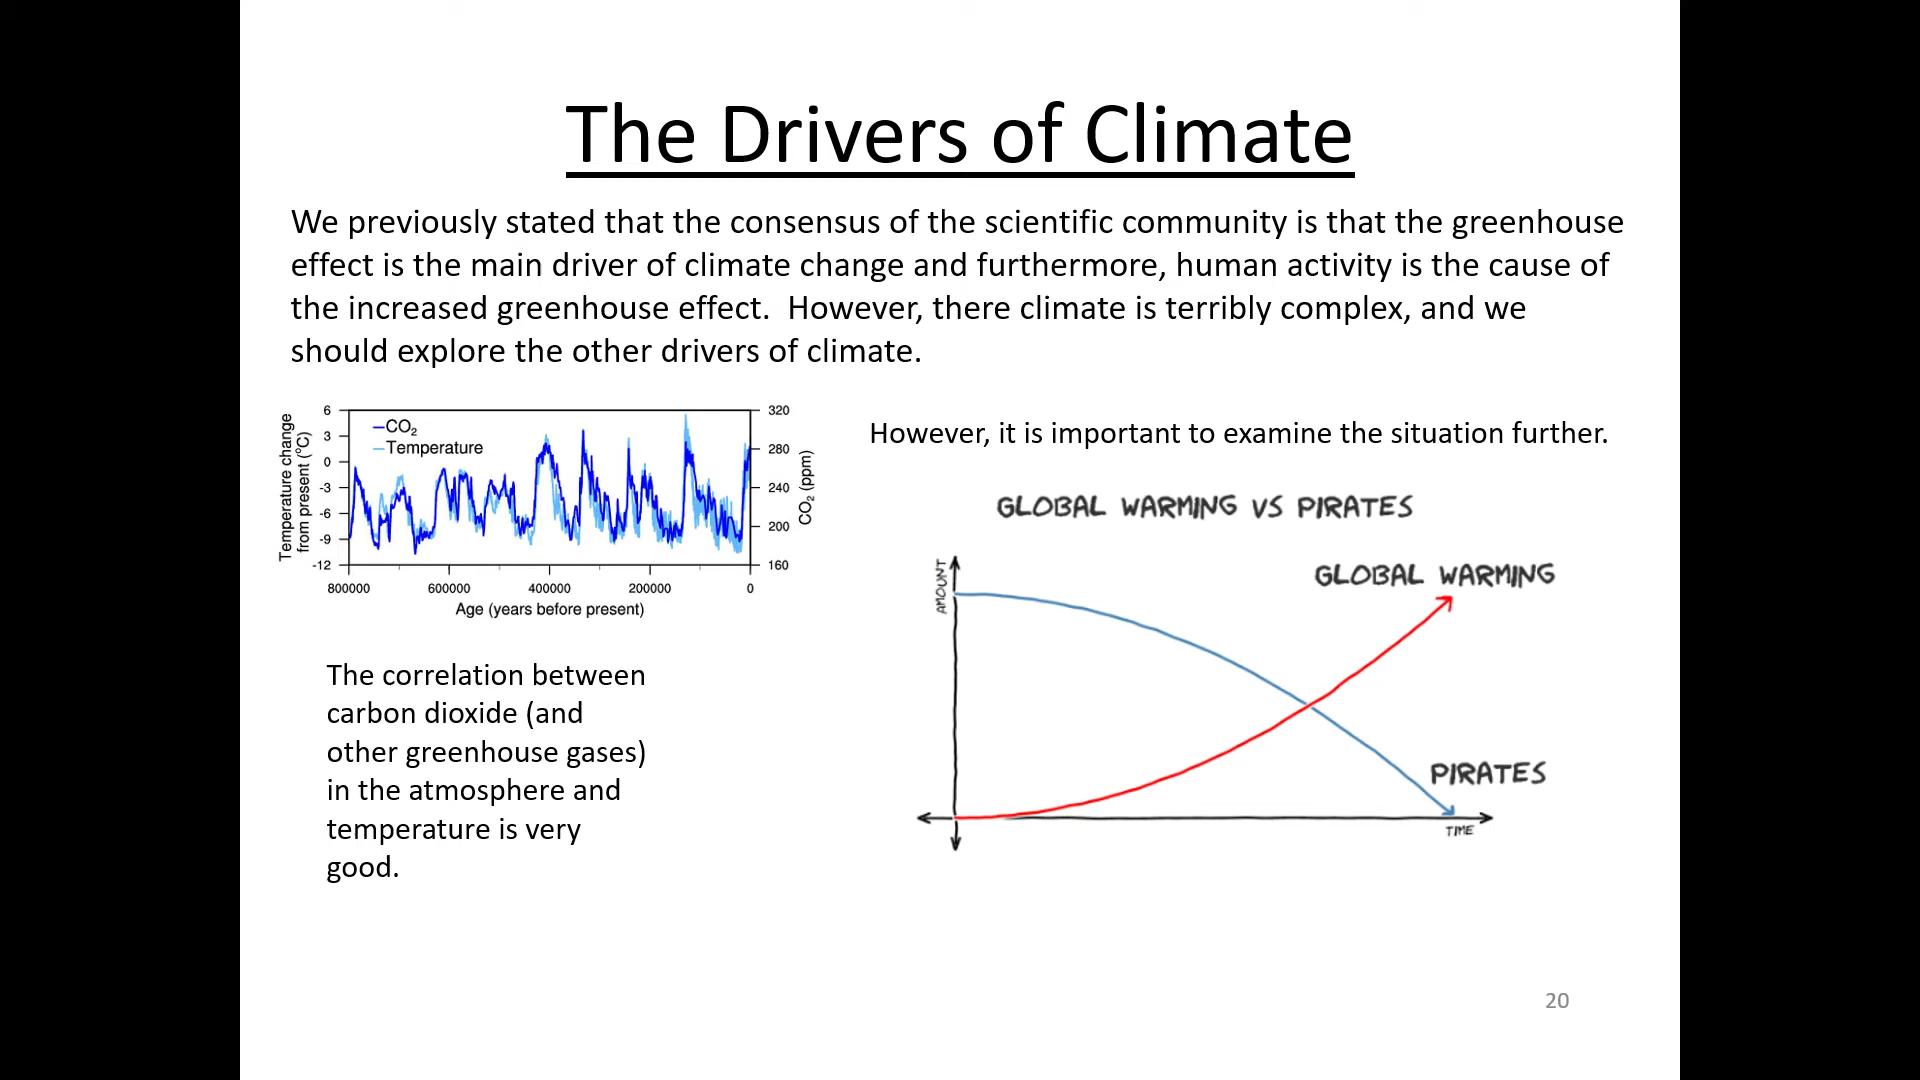 The Drivers of Climate
We previously stated that the consensus of the scientific community is that the greenhouse
effect is the main driver of climate change and furthermore, human activity is the cause of
the increased greenhouse effect.  However, there climate is terribly complex, and we
should explore the other drivers of climate.
6
3
0
-3
-6
-9
-12
Temperature change
from present (°C)
CO₂
Temperature
320
280
240
200
160
CO₂ (ppm)
800000 600000 400000 200000 0
Age (years before present)
The correlation between
carbon dioxide (and
other greenhouse gases)
in the atmosphere and
temperature is very
good.
However, it is important to examine the situation further.
GLOBAL WARMING VS PIRATES
AMOUNT
GLOBAL WARMING
PIRATES
TIME
20